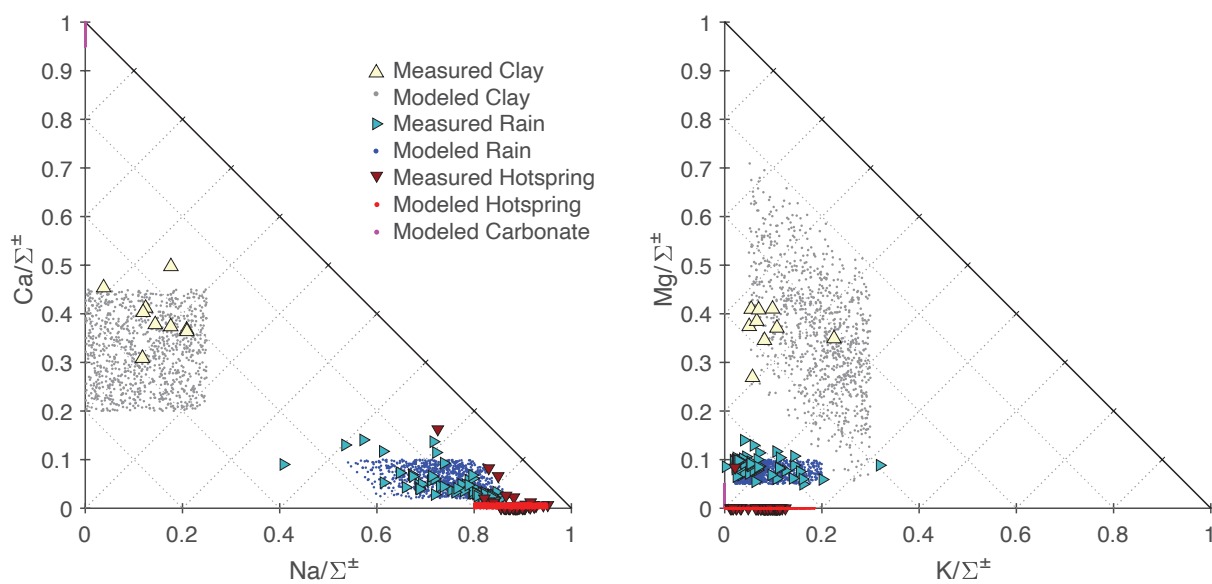 1
0.9
0.8
0.7
0.6
0.5
0.4
0.3
0.2
0.1
0
Ca/Σ±
0 0.2 0.4 0.6 0.8 1
Na/Σ±
Measured Clay
Modeled Clay
Measured Rain
Modeled Rain
Measured Hotspring
Modeled Hotspring
Modeled Carbonate
1
0.9
0.8
0.7
0.6
0.5
0.4
0.3
0.2
0.1
0
Mg/Σ±
0 0.2 0.4 0.6 0.8 1
K/Σ±